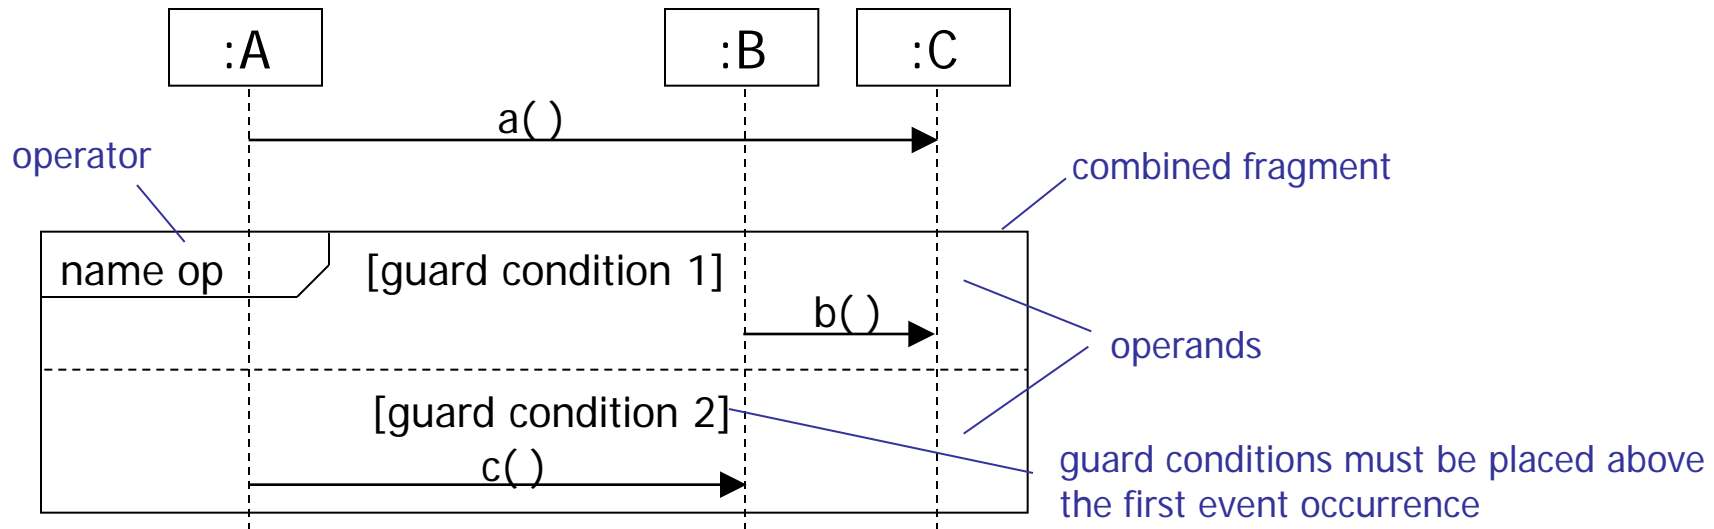 :A
:B
:C
a( )
operator
combined fragment
name op
[guard condition 1]
b( )
operands
[guard condition 2]
c( )
guard conditions must be placed above
the first event occurrence